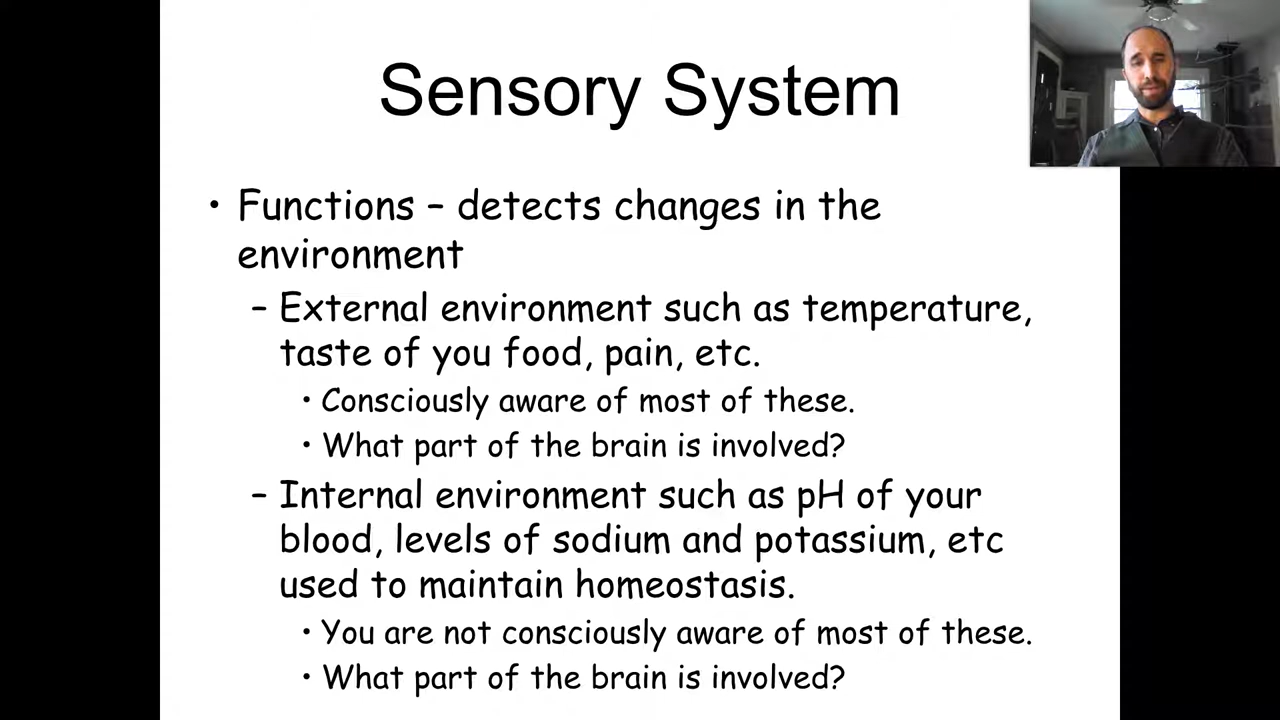 Sensory System
• Functions – detects changes in the
environment
– External environment such as temperature,
taste of you food, pain, etc.
• Consciously aware of most of these.
• What part of the brain is involved?
– Internal environment such as pH of your
blood, levels of sodium and potassium, etc
used to maintain homeostasis.
• You are not consciously aware of most of these.
• What part of the brain is involved?